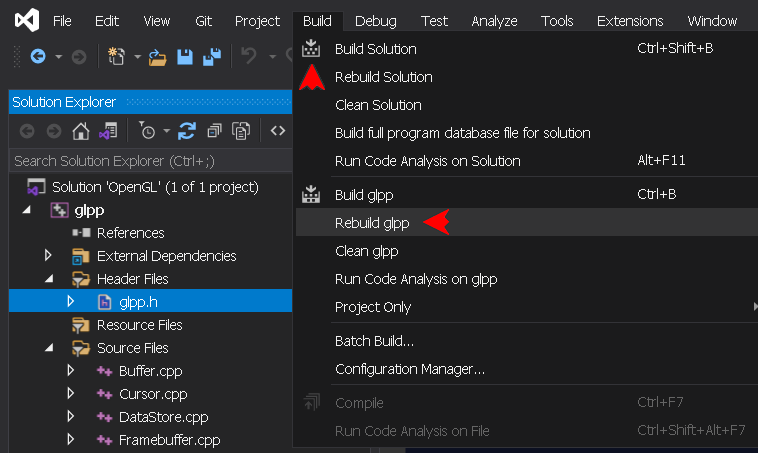 File Edit View Git Project Build Debug Test Analyze Tools Extensions Window
Solution Explorer
Search Solution Explorer (Ctrl+;)
Solution 'OpenGL' (1 of 1 project)
glpp
References
External Dependencies
Header Files
glpp.h
Resource Files
Source Files
Buffer.cpp
Cursor.cpp
DataStore.cpp
Framebuffer.cpp
Build Solution Ctrl+Shift+B
Rebuild Solution
Clean Solution
Build full program database file for solution
Run Code Analysis on Solution Alt+F11
Build glpp Ctrl+B
Rebuild glpp
Clean glpp
Run Code Analysis on glpp
Project Only
Batch Build...
Configuration Manager...
Compile Ctrl+F7
Run Code Analysis on File Ctrl+Shift+Alt+F7